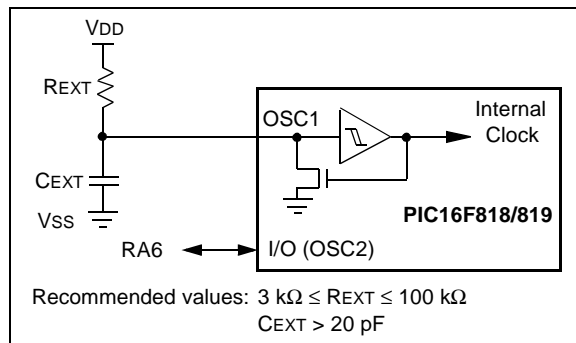 VDD
REXT
OSC1
Internal
Clock
CEXT
VSS
PIC16F818/819
RA6
I/O (OSC2)
Recommended values: 3 kΩ ≤ REXT ≤ 100 kΩ
CEXT > 20 pF